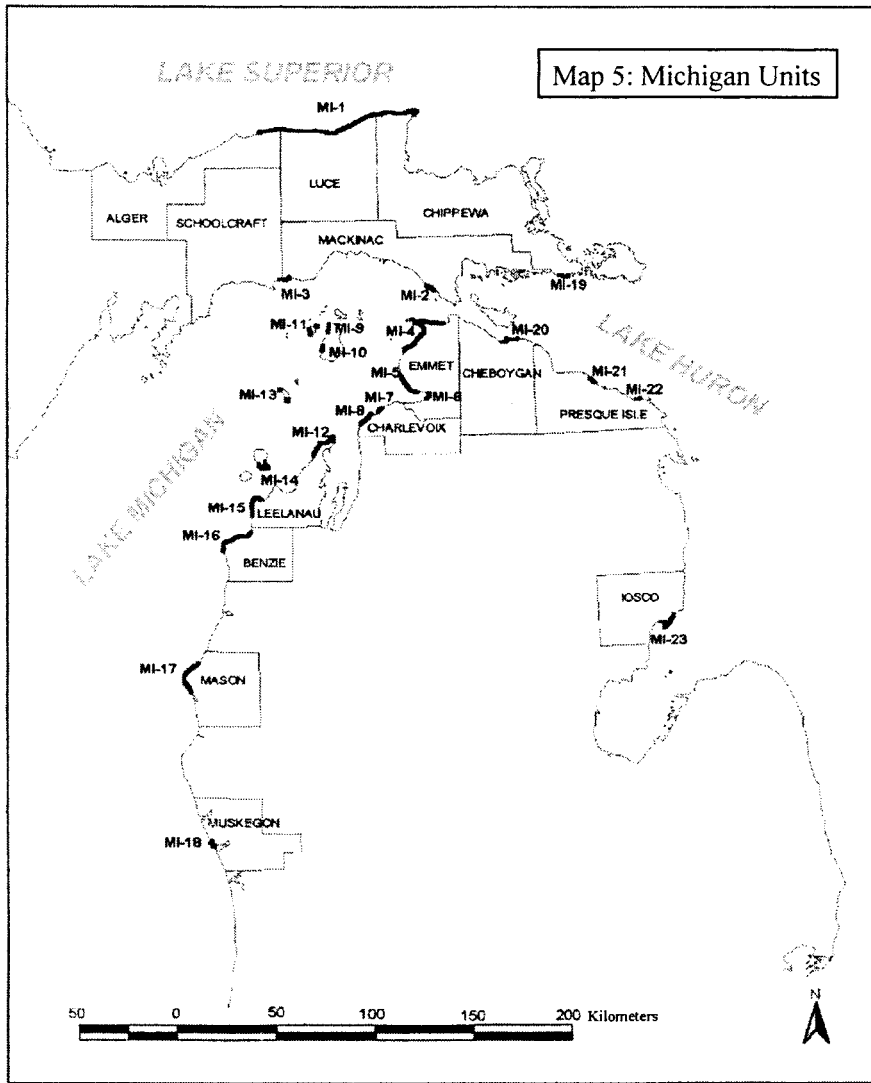 LAKE SUPERIOR
Map 5: Michigan Units
MI-1
LUCE
ALGER
SCHOOLCRAFT
CHIPPEWA
MACKINAC
MI-3
MI-2
MI-19
MI-11
MI-9
MI-4
MI-20
MI-10
LAKE HURON
EMMET
CHEBOYGAN
MI-5
MI-21
MI-13
MI-7
MI-6
MI-22
MI-8
PRESQUE ISLE
CHARLEVOIX
MI-12
LAKE MICHIGAN
MI-14
MI-15
LEELANAU
MI-16
BENZIE
IOSCO
MI-23
MI-17
MASON
MUSKEGON
MI-18
N
50 0 50 100 150 200 Kilometers